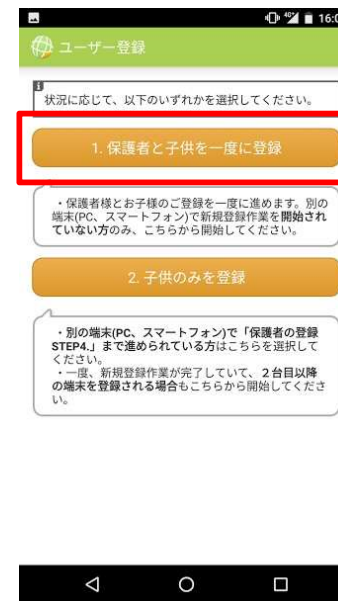 16:0
ユーザー登録
状況に応じて、以下のいずれかを選択してください。
1. 保護者と子供を一度に登録
・保護者様とお子様のご登録を一度に進めます。別の
端末(PC、スマートフォン)で新規登録作業を開始され
ていない方のみ、こちらから開始してください。
2. 子供のみを登録
・別の端末(PC、スマートフォン)で「保護者の登録
STEP4.」まで進められている方はこちらを選択して
ください。
・一度、新規登録作業が完了していて、２台目以降
の端末を登録される場合もこちらから開始してくださ
い。